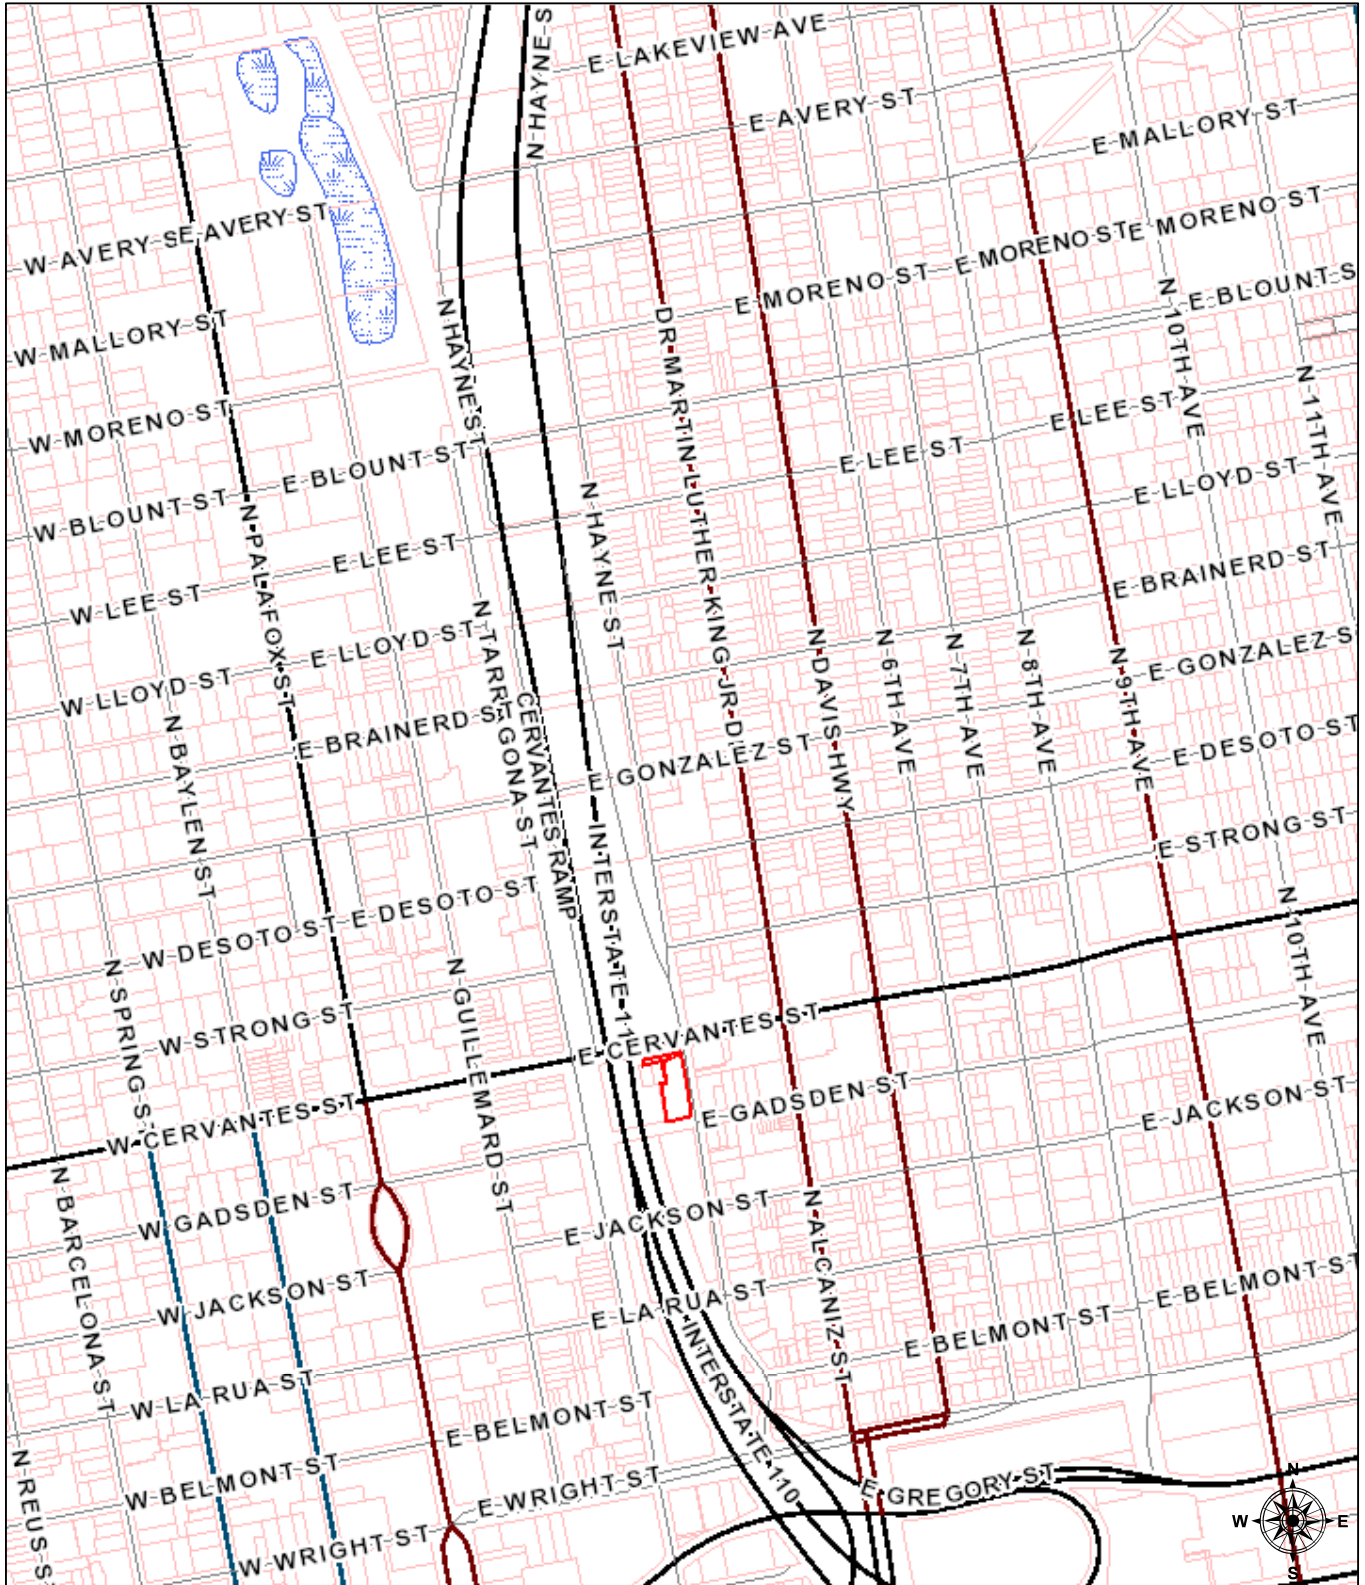 N HAYNE S
E LAKEVIEW AVE
E AVERY ST
E MALLORY ST
W AVERY S
E AVERY ST
E MORENO ST
E MORENO ST
E MORENO ST
E BLOUNT S
N 10TH AVE
W MALLORY ST
N HAYNE ST
DR MARTIN LUTHER KING JR D
N 11TH AVE
W MORENO ST
E LEE ST
E LEE ST
E BLOUNT ST
W BLOUNT ST
E LLOYD ST
N HAYNE ST
N PALAFOX ST
E LEE ST
W LEE ST
E BRAINERD ST
N TARRAGONA ST
E LLOYD ST
W LLOYD ST
N DAVIS HWY
N 6TH AVE
N 7TH AVE
N 8TH AVE
N 9TH AVE
E GONZALEZ S
N BAYLEN ST
E BRAINERD ST
CERVANTES RAMP
E GONZALEZ ST
E DESOTO ST
E STRONG ST
INTERSTATE 11
W DESOTO ST
E DESOTO ST
N 10TH AVE
N SPRING S
N GUILLEMARD ST
W STRONG ST
E CERVANTES ST
W CERVANTES ST
E GADSDEN ST
E JACKSON ST
N BARCELONA ST
W GADSDEN ST
E JACKSON ST
N ALCANIZ ST
W JACKSON ST
E LA RUA ST
E BELMONT ST
E BELMONT ST
INTERSTATE 110
W LA RUA ST
E BELMONT ST
N REUS S
W BELMONT ST
E WRIGHT ST
E GREGORY ST
W WRIGHT ST
N
W
E
S